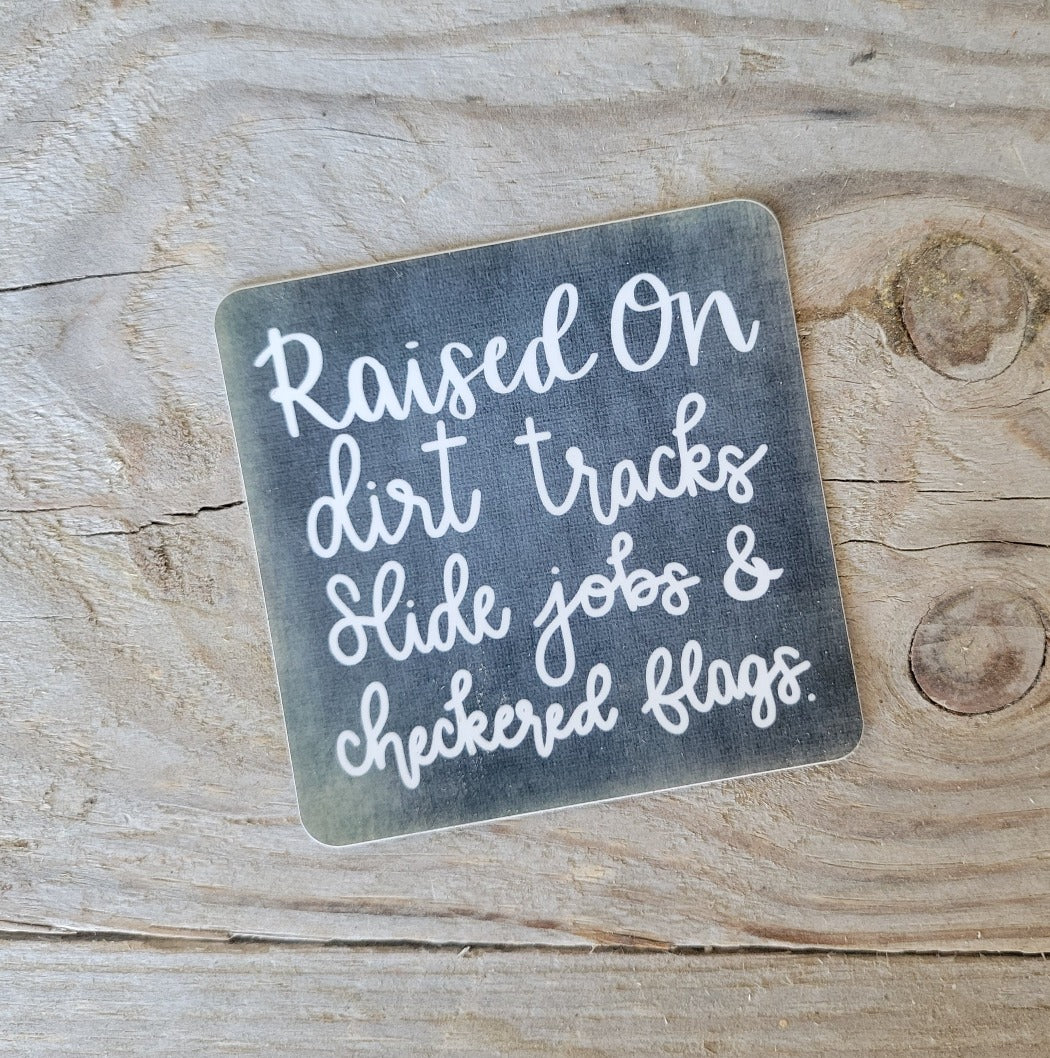 Raised On
dirt tracks
Slide jobs &
checkered flags.